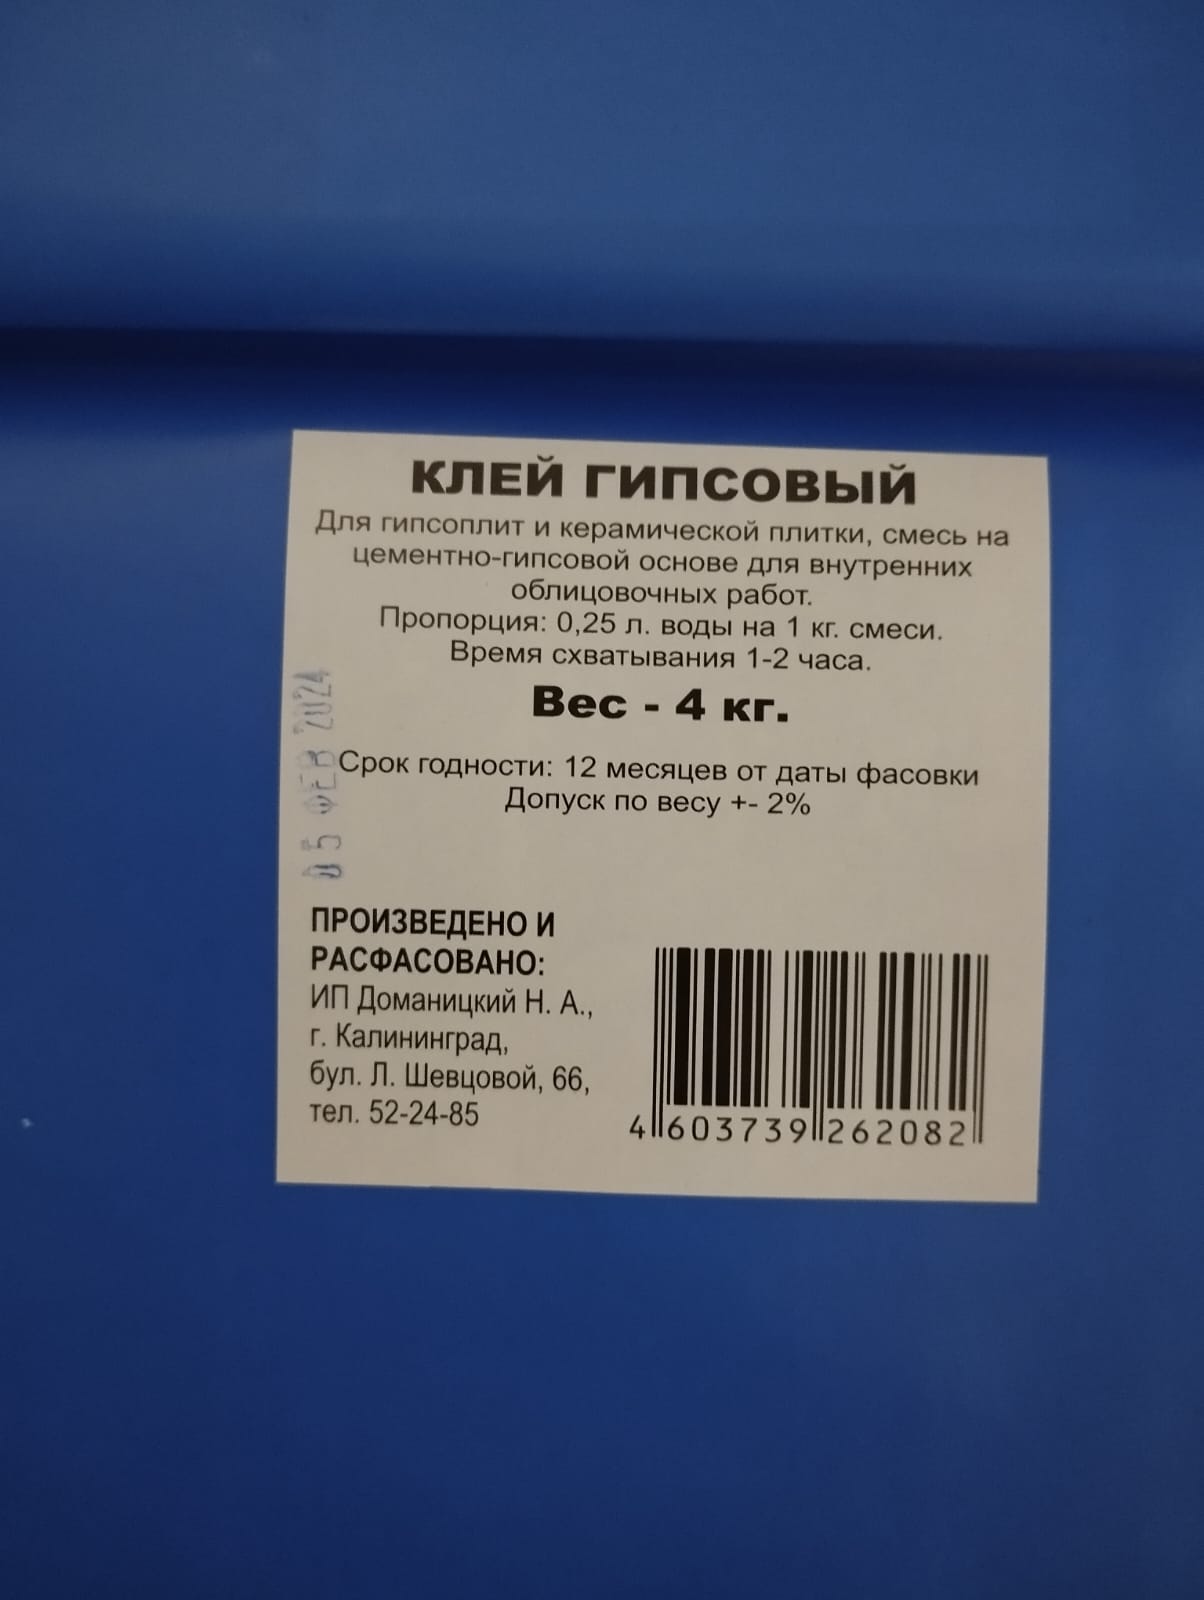 КЛЕЙ ГИПСОВЫЙ
Для гипсоплит и керамической плитки, смесь на
цементно-гипсовой основе для внутренних
облицовочных работ.
Пропорция: 0,25 л. воды на 1 кг. смеси.
Время схватывания 1-2 часа.
Вес - 4 кг.
Срок годности: 12 месяцев от даты фасовки
Допуск по весу +- 2%
05 ФЕВ 2024
ПРОИЗВЕДЕНО И
РАСФАСОВАНО:
ИП Доманицкий Н. А.,
г. Калининград,
бул. Л. Шевцовой, 66,
тел. 52-24-85
4 603739 262082